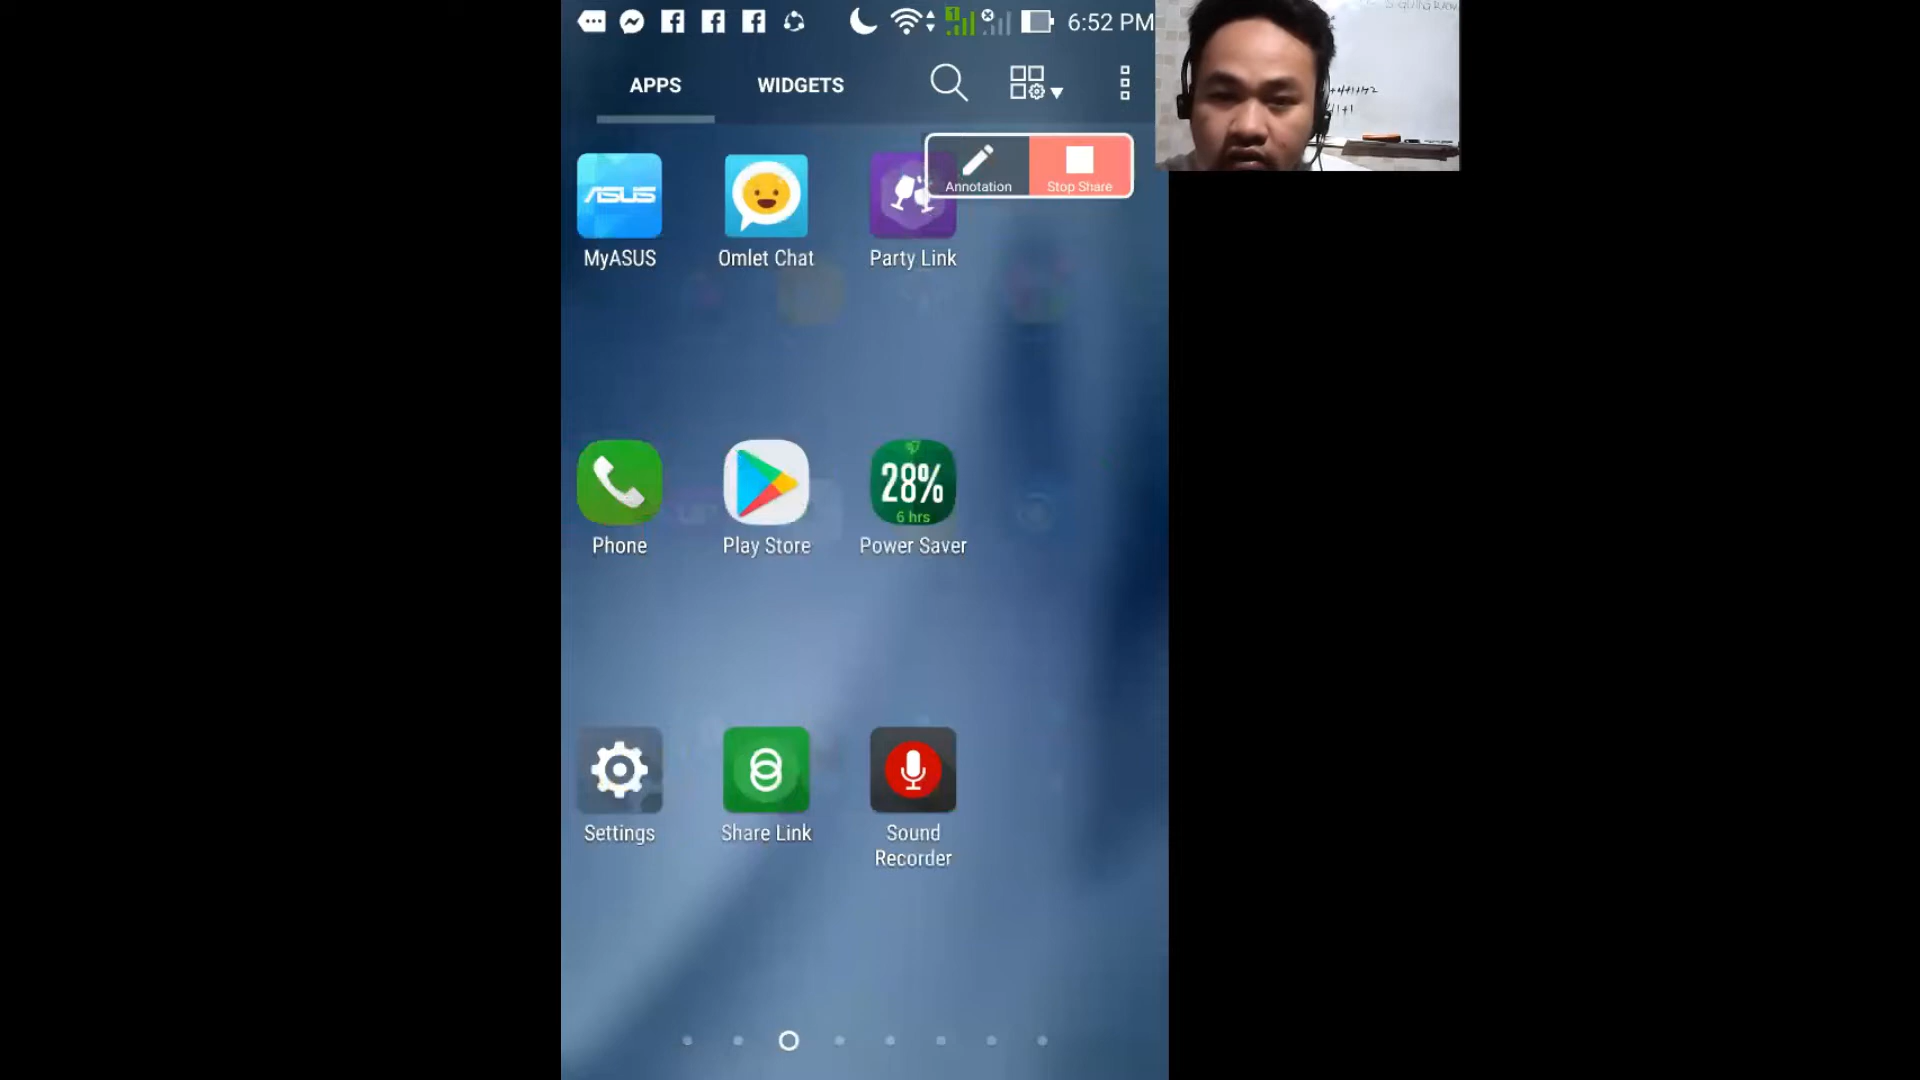 6:52 PM
APPS
WIDGETS
Annotation
Stop Share
ASUS
MyASUS
Omlet Chat
Party Link
28%
6 hrs
Phone
Play Store
Power Saver
Settings
Share Link
Sound
Recorder